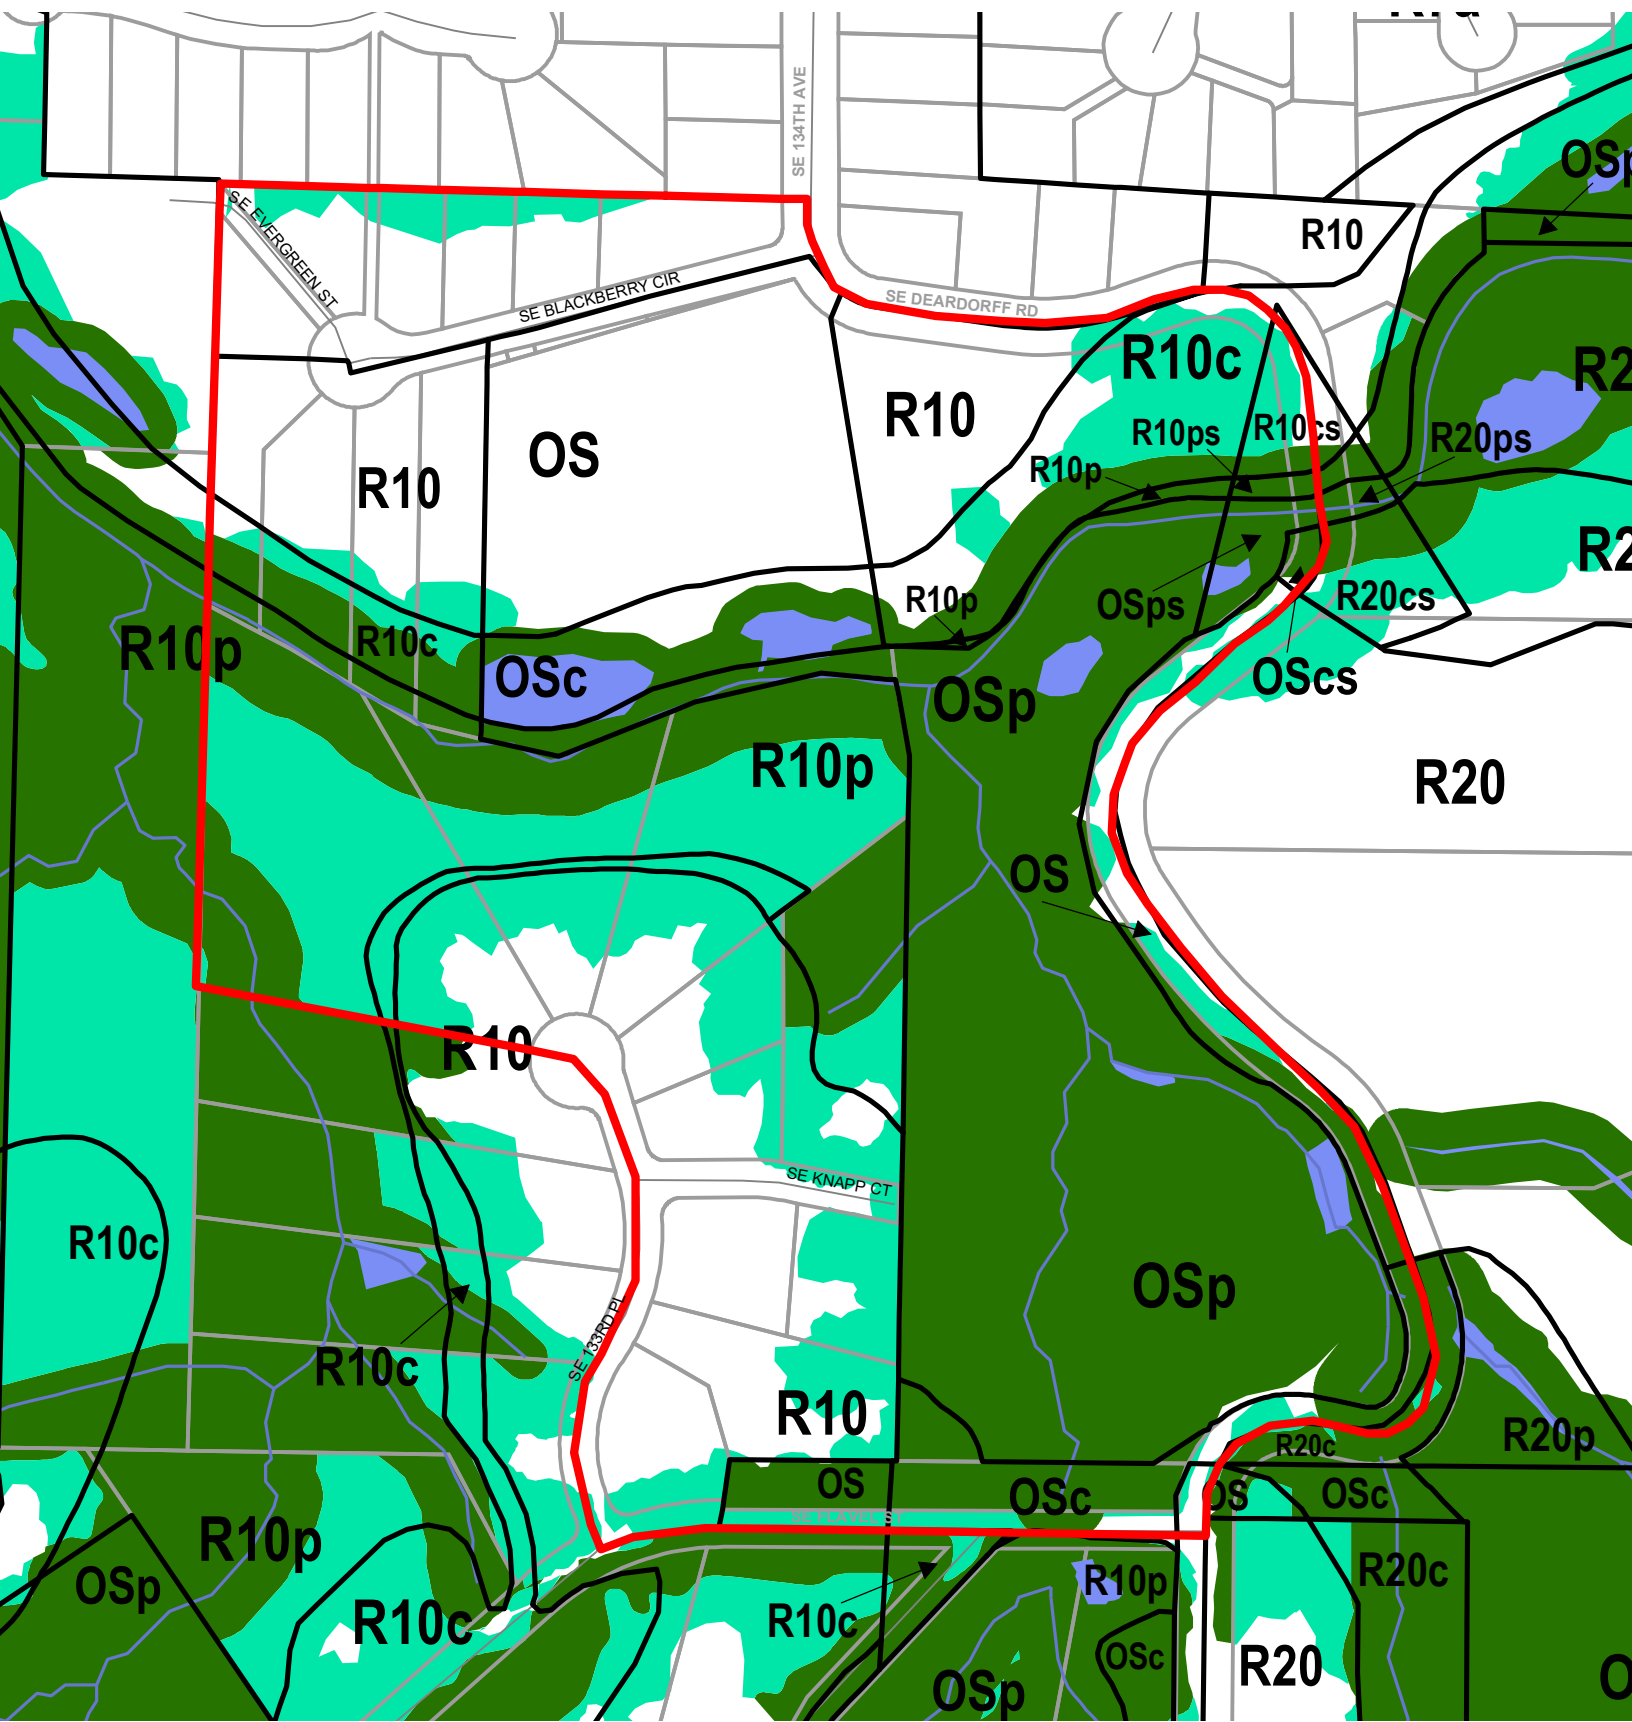 SE 134TH AVE
OSp
SE EVERGREEN ST
R10
SE BLACKBERRY CIR
SE DEARDORFF RD
R10c
R2
R10
R10ps
R10cs
R20ps
OS
R10p
R10
R2
R10p
OSps
R20cs
R10p
R10c
OSc
OSp
OScs
R10p
R20
OS
R10
SE KNAPP CT
R10c
OSp
SE 133RD PL
R10c
R10
R20p
R20c
OS
OSc
OS
OSc
SE FLAVEL ST
R10p
R20c
OSp
R10p
R10c
R10c
OSc
R20
OSp